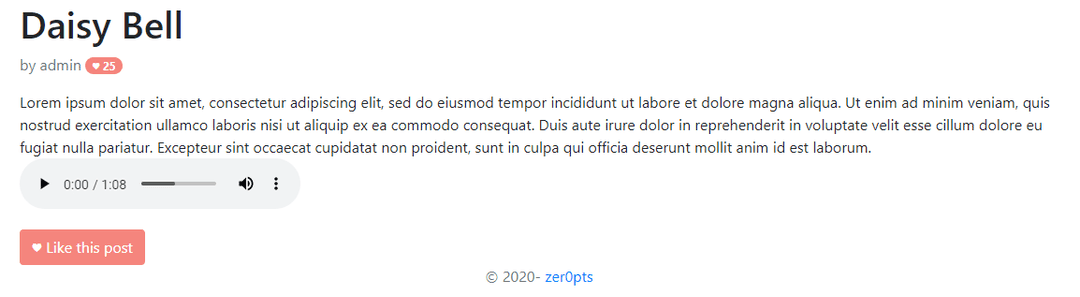 Daisy Bell
by admin 25
Lorem ipsum dolor sit amet, consectetur adipiscing elit, sed do eiusmod tempor incididunt ut labore et dolore magna aliqua. Ut enim ad minim veniam, quis
nostrud exercitation ullamco laboris nisi ut aliquip ex ea commodo consequat. Duis aute irure dolor in reprehenderit in voluptate velit esse cillum dolore eu
fugiat nulla pariatur. Excepteur sint occaecat cupidatat non proident, sunt in culpa qui officia deserunt mollit anim id est laborum.
0:00 / 1:08
Like this post
© 2020- zer0pts